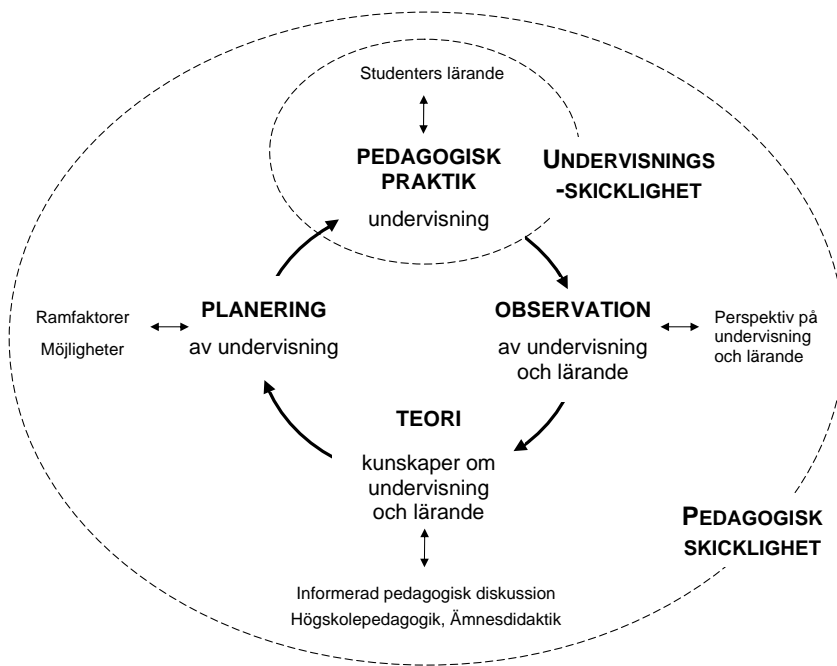 Studenters lärande
PEDAGOGISK
PRAKTIK
undervisning
UNDERVISNINGS
-SKICKLIGHET
Ramfaktorer
Möjligheter
PLANERING
av undervisning
OBSERVATION
av undervisning
och lärande
Perspektiv på
undervisning
och lärande
TEORI
kunskaper om
undervisning
och lärande
PEDAGOGISK
SKICKLIGHET
Informerad pedagogisk diskussion
Högskolepedagogik, Ämnesdidaktik